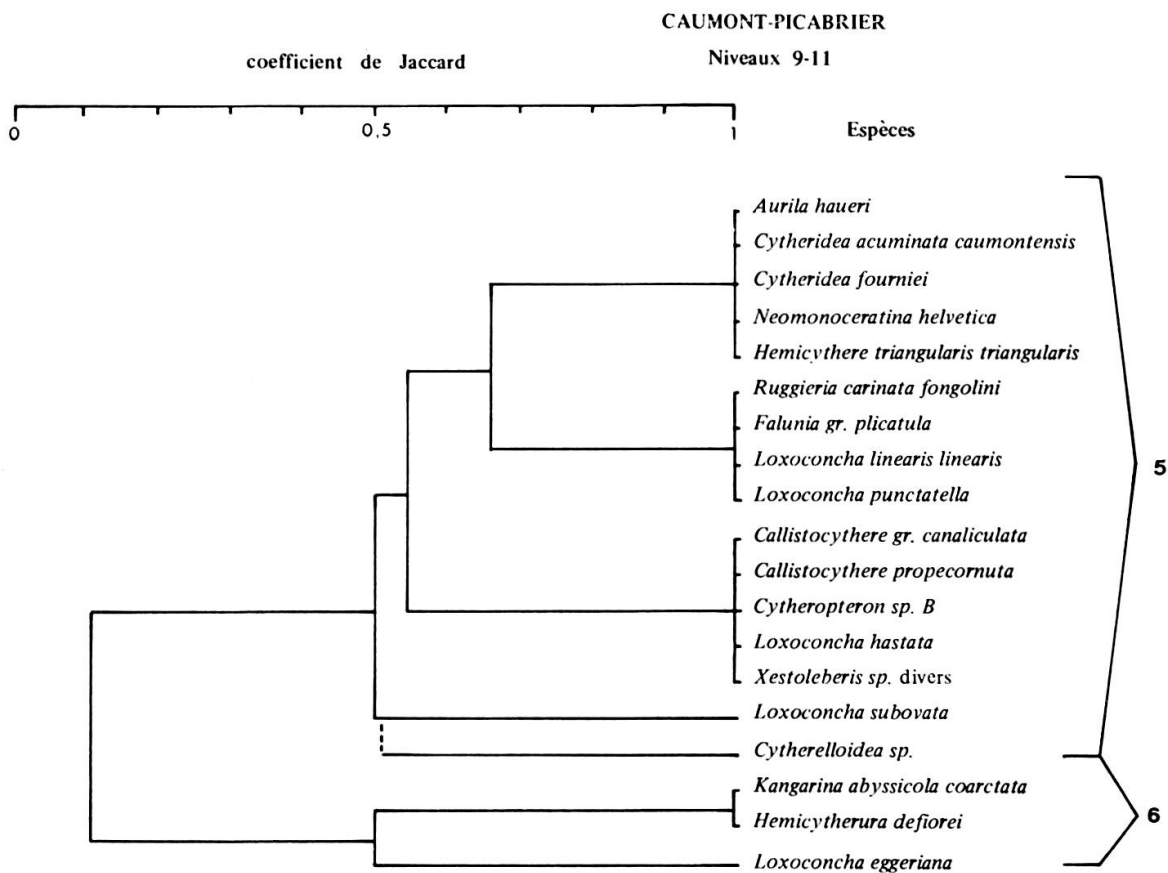 CAUMONT-PICABRIER
coefficient de Jaccard
Niveaux 9-11
0
0,5
1
Espèces
Aurila haueri
Cytheridea acuminata caumontensis
Cytheridea fourniei
Neomonoceratina helvetica
Hemicythere triangularis triangularis
Ruggieria carinata fongolini
Falunia gr. plicatula
Loxoconcha linearis linearis
Loxoconcha punctatella
Callistocythere gr. canaliculata
Callistocythere propecornuta
Cytheropteron sp. B
Loxoconcha hastata
Xestoleberis sp. divers
Loxoconcha subovata
Cytherelloidea sp.
5
Kangarina abyssicola coarctata
Hemicytherura defiorei
Loxoconcha eggeriana
6